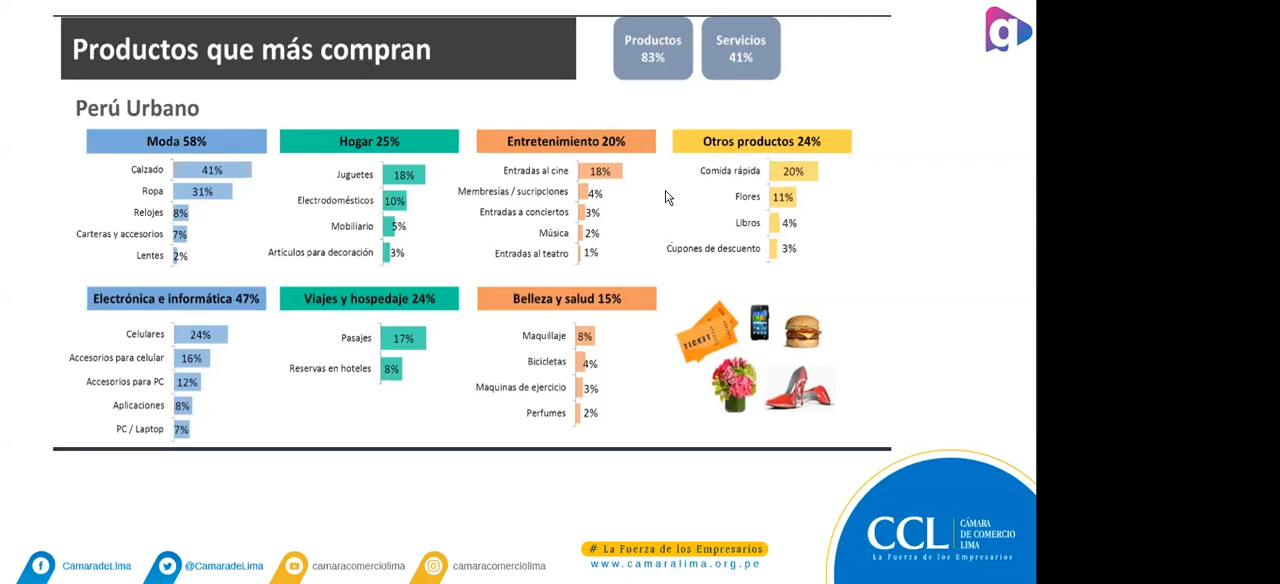 Productos que más compran
Productos
83%
Servicios
41%
g
Perú Urbano
Moda 58%
Calzado 41%
Ropa 31%
Relojes 8%
Carteras y accesorios 7%
Lentes 2%
Hogar 25%
Juguetes 18%
Electrodomésticos 10%
Mobiliario 5%
Articulos para decoración 3%
Entretenimiento 20%
Entradas al cine 18%
Membresías / sucripciones 4%
Entradas a conciertos 3%
Música 2%
Entradas al teatro 1%
Otros productos 24%
Comida rápida 20%
Flores 11%
Libros 4%
Cupones de descuento 3%
Electrónica e informática 47%
Celulares 24%
Accesorios para celular 16%
Accesorios para PC 12%
Aplicaciones 8%
PC / Laptop 7%
Viajes y hospedaje 24%
Pasajes 17%
Reservas en hoteles 8%
Belleza y salud 15%
Maquillaje 8%
Bicicletas 4%
Maquinas de ejercicio 3%
Perfumes 2%
TICKET
CamaradeLima
@CamaradeLima
camaracomerciolima
camaracomerciolima
# La Fuerza de los Empresarios
www.camaralima.org.pe
CCL
CÁMARA
DE COMERCIO
LIMA
La Fuerza de los Empresarios